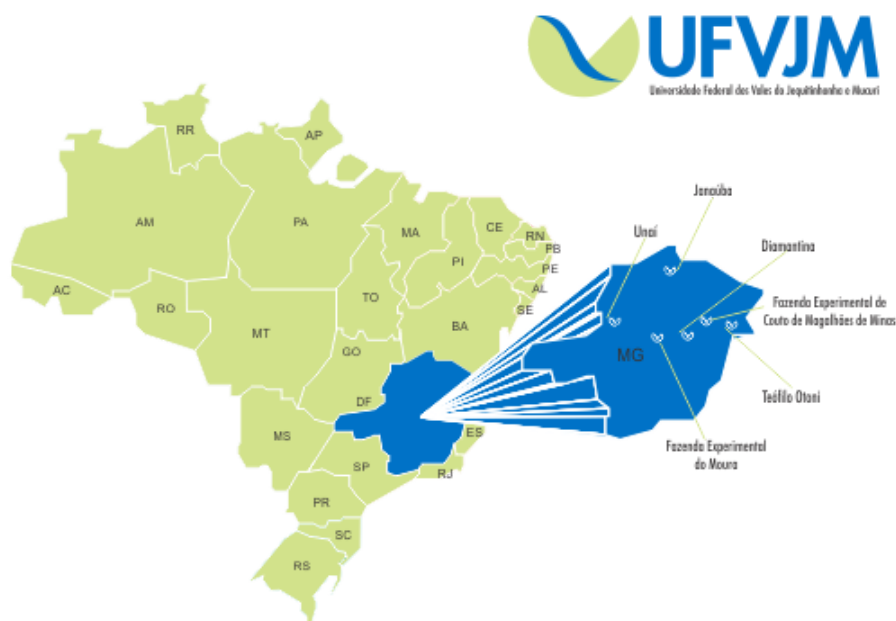 UFVJM
Universidade Federal dos Vales do Jequitinhonha e Mucuri
RR
AP
AM
PA
MA
CE
RN
PB
PI
PE
AL
AC
RO
TO
SE
MT
BA
GO
DF
MS
ES
SP
RJ
PR
SC
RS
Janaúba
Unaí
Diamantina
Fazenda Experimental de
Couto de Magalhães de Minas
MG
Teófilo Otoni
Fazenda Experimental
do Moura